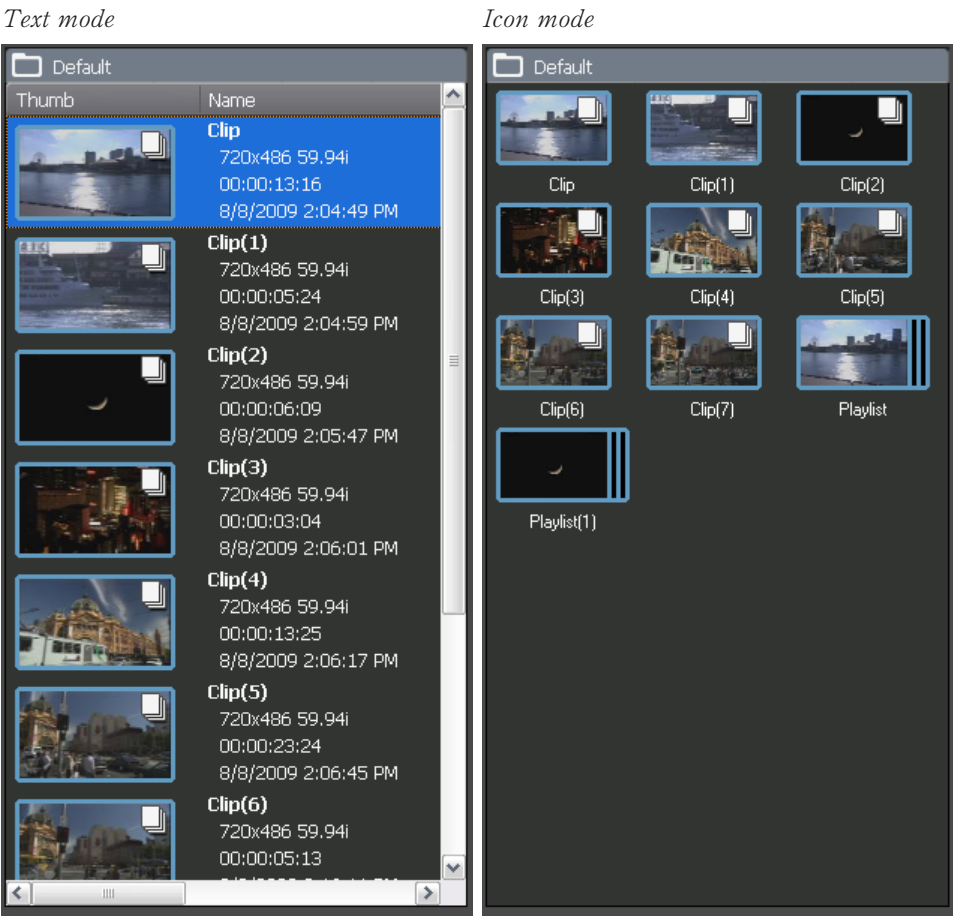 Text mode
Default
Thumb Name
Clip
720x486 59.94i
00:00:13:16
8/8/2009 2:04:49 PM
Clip(1)
720x486 59.94i
00:00:05:24
8/8/2009 2:04:59 PM
Clip(2)
720x486 59.94i
00:00:06:09
8/8/2009 2:05:47 PM
Clip(3)
720x486 59.94i
00:00:03:04
8/8/2009 2:06:01 PM
Clip(4)
720x486 59.94i
00:00:13:25
8/8/2009 2:06:17 PM
Clip(5)
720x486 59.94i
00:00:23:24
8/8/2009 2:06:45 PM
Clip(6)
720x486 59.94i
00:00:05:13
Icon mode
Default
Clip Clip(1) Clip(2)
Clip(3) Clip(4) Clip(5)
Clip(6) Clip(7) Playlist
Playlist(1)